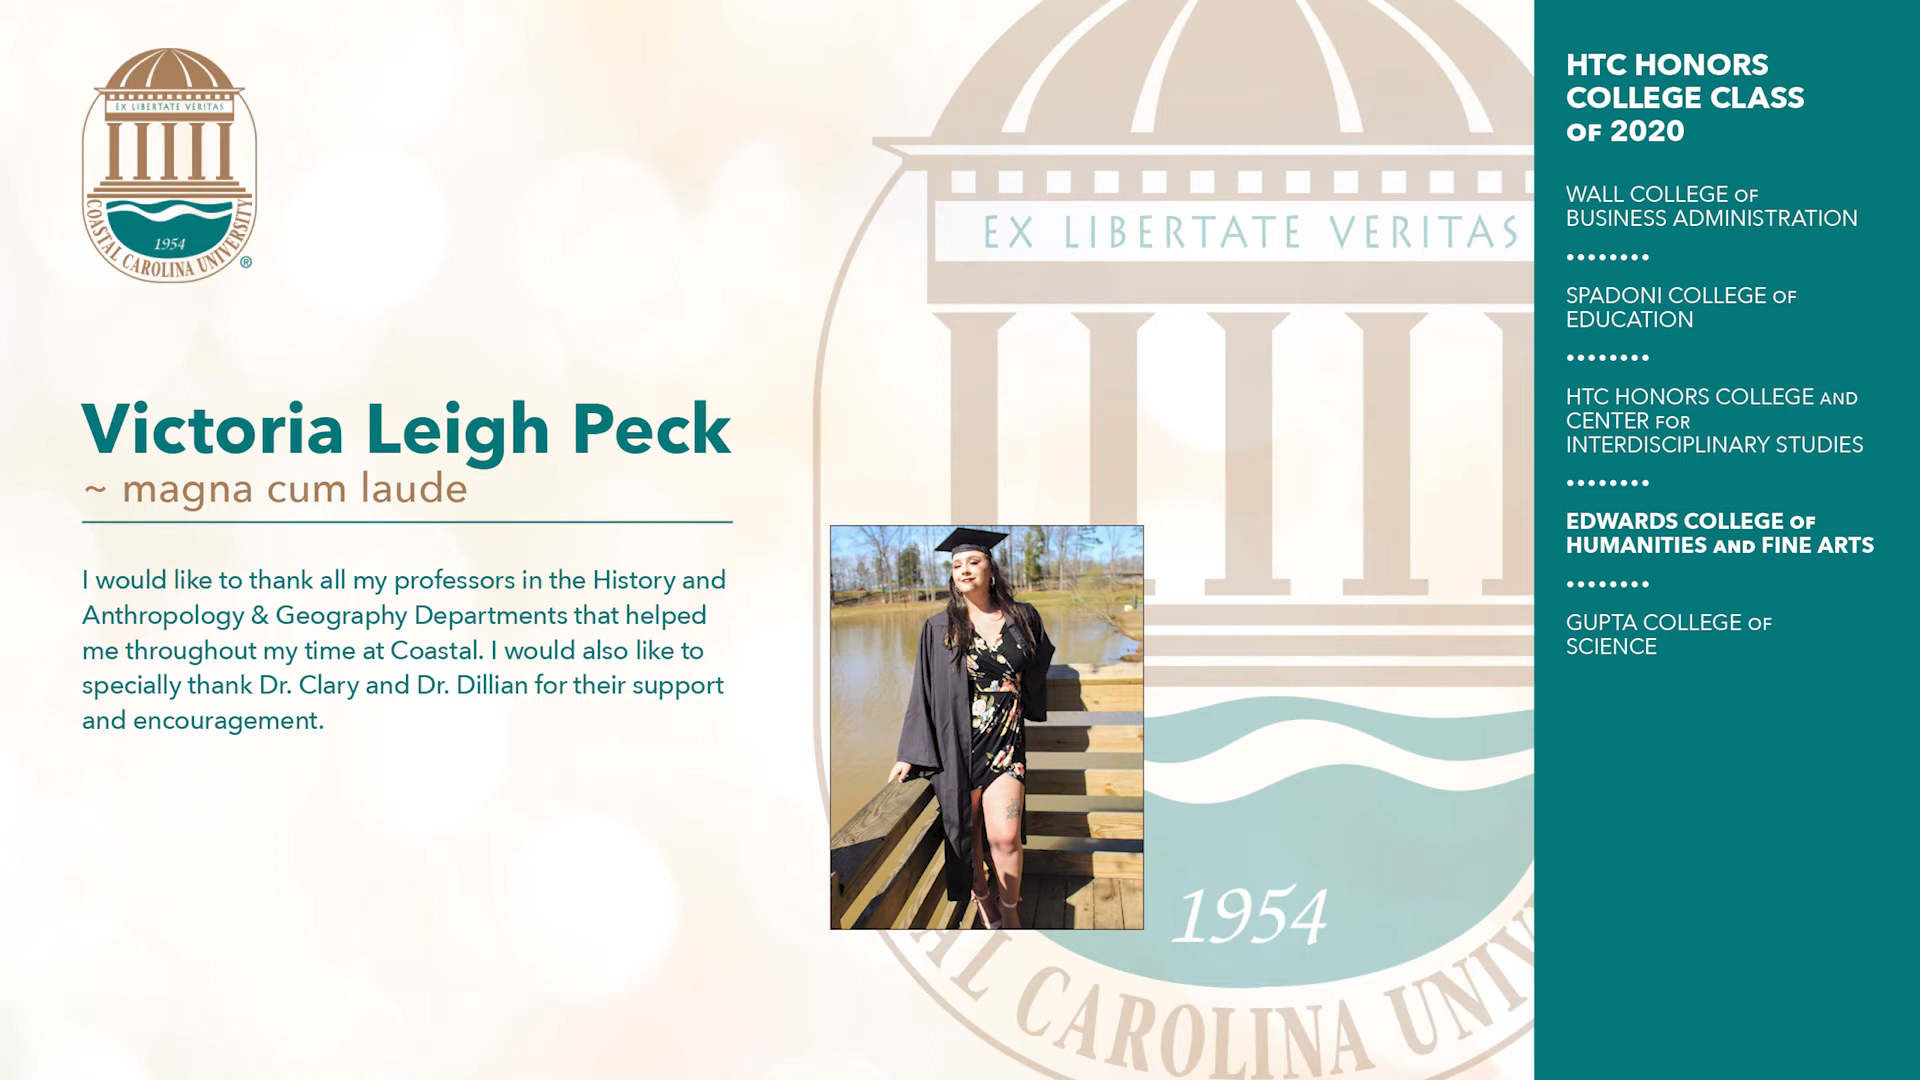 EX LIBERTATE VERITAS
1954
COASTAL CAROLINA UNIVERSITY®
Victoria Leigh Peck
~ magna cum laude
I would like to thank all my professors in the History and
Anthropology & Geography Departments that helped
me throughout my time at Coastal. I would also like to
specially thank Dr. Clary and Dr. Dillian for their support
and encouragement.
EX LIBERTATE VERITAS
1954
AL CAROLINA UNIV
HTC HONORS
COLLEGE CLASS
OF 2020
WALL COLLEGE OF
BUSINESS ADMINISTRATION
SPADONI COLLEGE OF
EDUCATION
HTC HONORS COLLEGE AND
CENTER FOR
INTERDISCIPLINARY STUDIES
EDWARDS COLLEGE OF
HUMANITIES AND FINE ARTS
GUPTA COLLEGE OF
SCIENCE